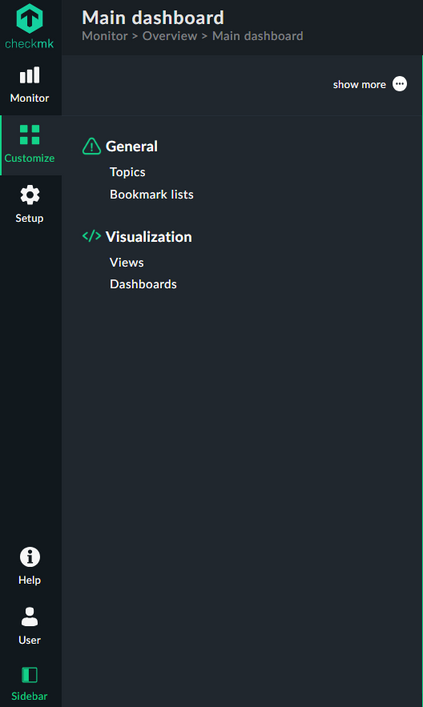 Main dashboard
Monitor > Overview > Main dashboard
checkmk
show more
Monitor
Customize
Setup
General
Topics
Bookmark lists
Visualization
Views
Dashboards
Help
User
Sidebar